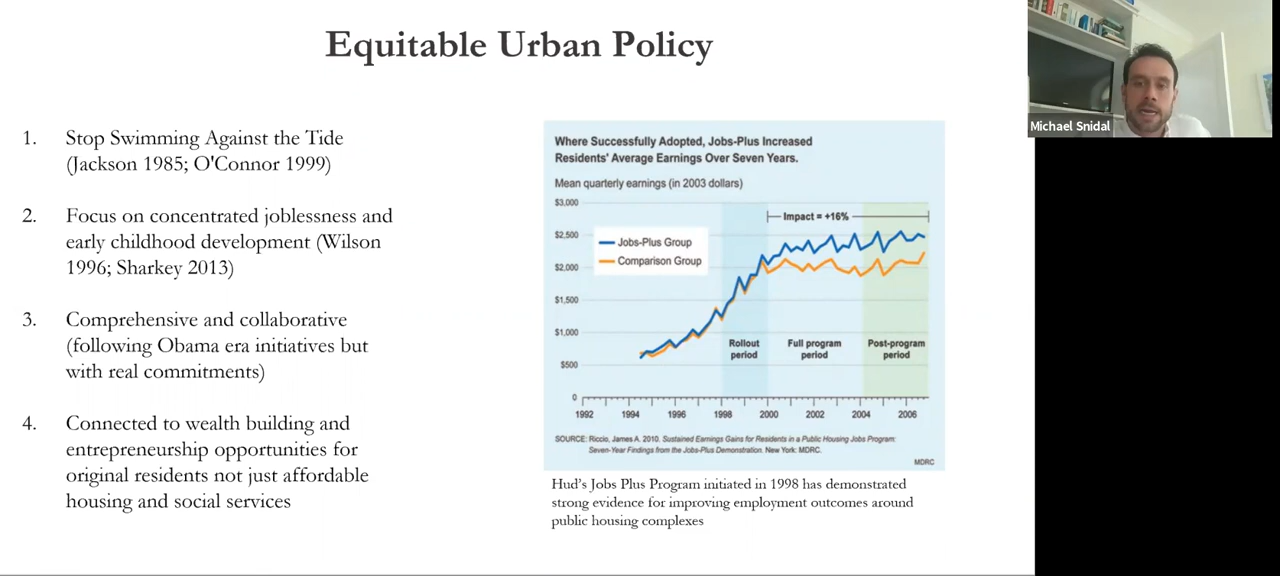 Equitable Urban Policy
1. Stop Swimming Against the Tide
(Jackson 1985; O'Connor 1999)
2. Focus on concentrated joblessness and
early childhood development (Wilson
1996; Sharkey 2013)
3. Comprehensive and collaborative
(following Obama era initiatives but
with real commitments)
4. Connected to wealth building and
entrepreneurship opportunities for
original residents not just affordable
housing and social services
Where Successfully Adopted, Jobs-Plus Increased
Residents' Average Earnings Over Seven Years.
Mean quarterly earnings (in 2003 dollars)
$3,000
Impact = +16%
$2,500
Jobs-Plus Group
Comparison Group
$2,000
$1,500
$1,000
Rollout period
Full program period
Post-program period
$500
0
1992 1994 1996 1998 2000 2002 2004 2006
SOURCE: Riccio, James A. 2010. Sustained Earnings Gains for Residents in a Public Housing Jobs Program:
Seven-Year Findings from the Jobs-Plus Demonstration. New York: MDRC.
MDRC
Hud's Jobs Plus Program initiated in 1998 has demonstrated
strong evidence for improving employment outcomes around
public housing complexes
Michael Snidal